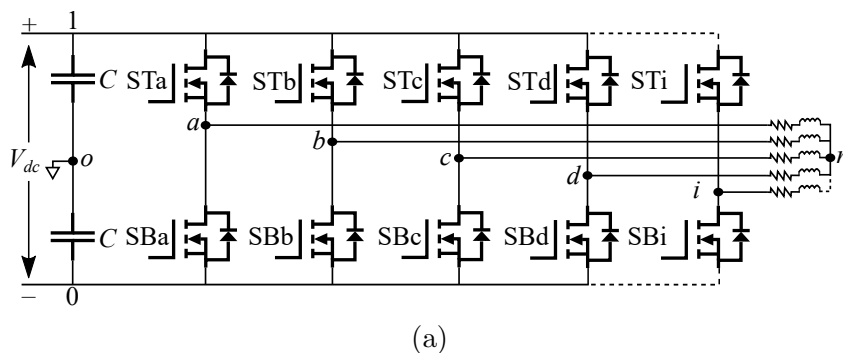 + 1
C STa STb STc STd STi
a
b
V_dc o c n
d
i
C SBa SBb SBc SBd SBi
− 0
(a)